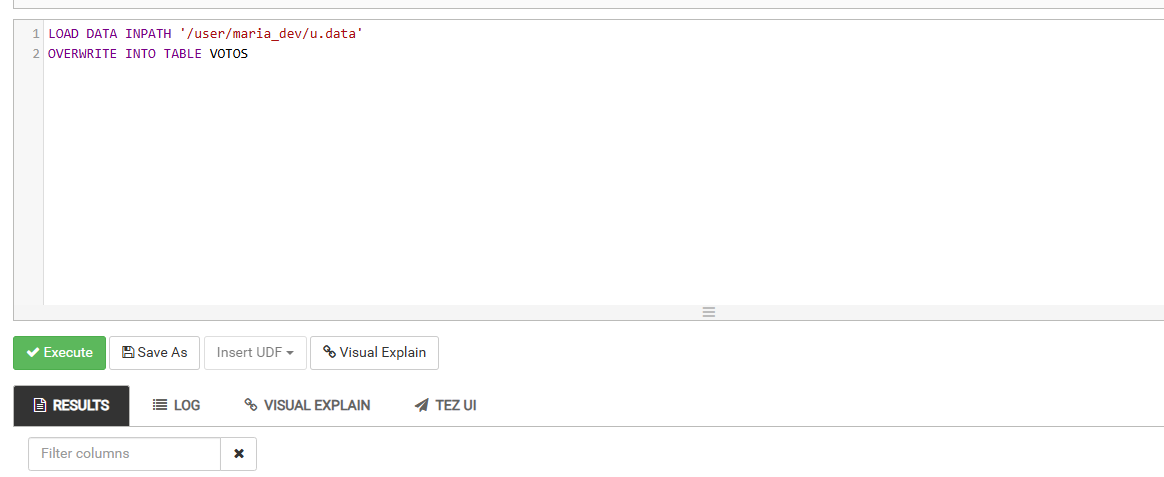 1 LOAD DATA INPATH '/user/maria_dev/u.data'
2 OVERWRITE INTO TABLE VOTOS
Execute Save As Insert UDF Visual Explain
RESULTS LOG VISUAL EXPLAIN TEZ UI
Filter columns